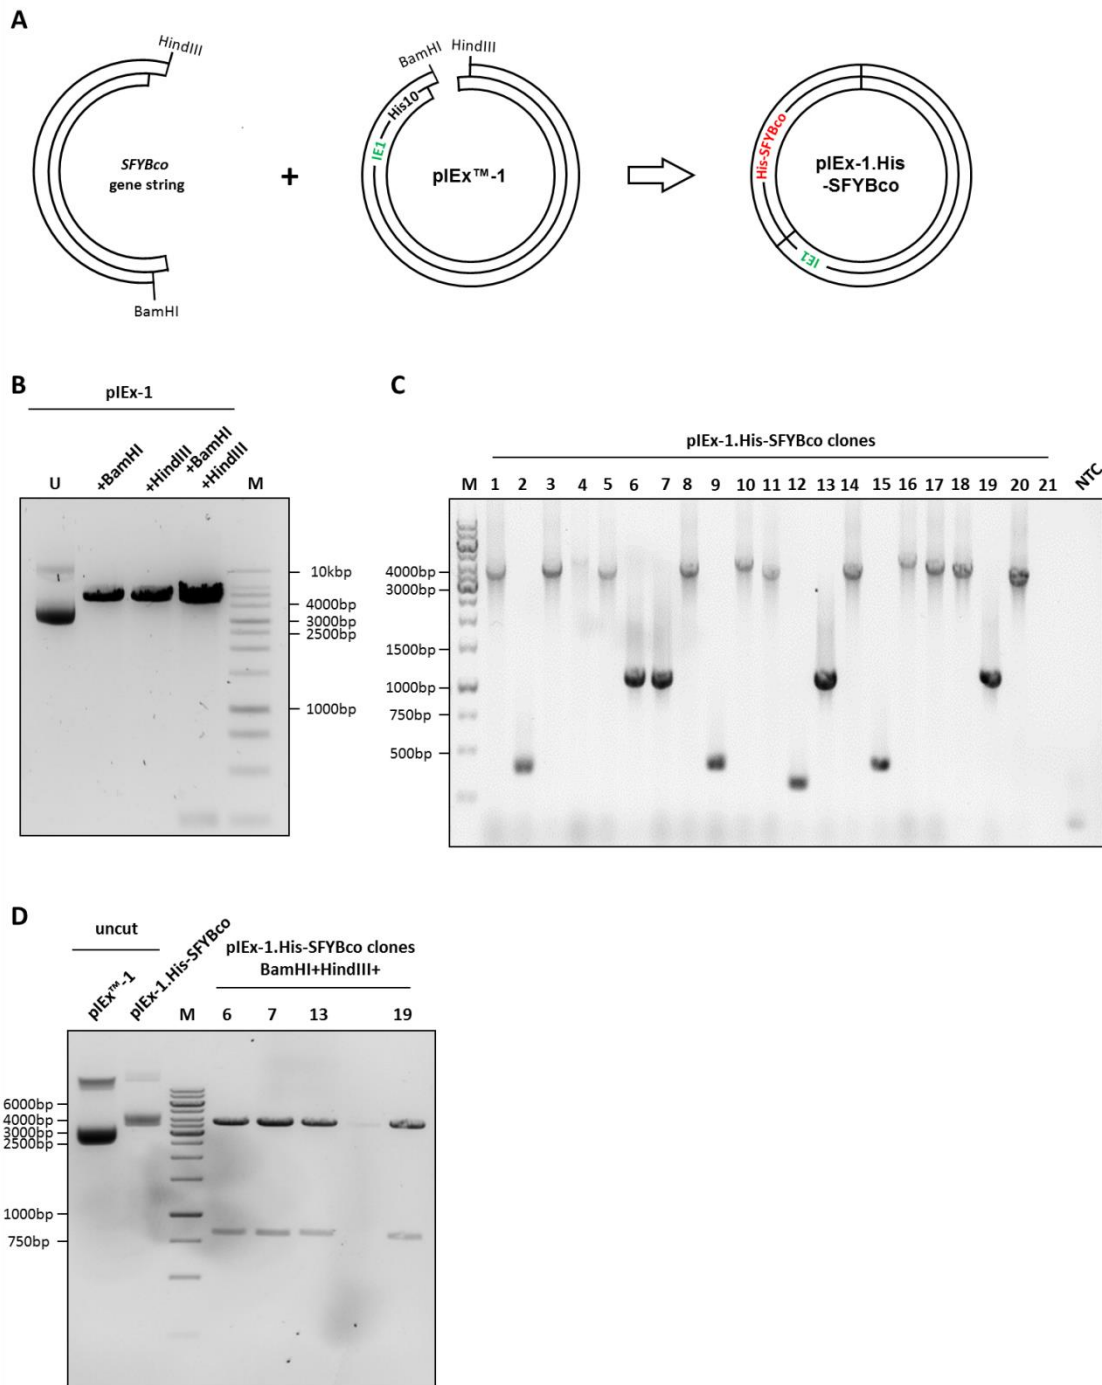 A
HindIII
SFYBco
gene string
BamHI
+
BamHI
HindIII
His10
IE1
pIEx™-1
His-SFYBco
IE1
pIEx-1.His
-SFYBco
B
pIEx-1
U
+BamHI
+HindIII
+BamHI
+HindIII
M
10kbp
4000bp
3000bp
2500bp
1000bp
C
pIEx-1.His-SFYBco clones
M 1 2 3 4 5 6 7 8 9 10 11 12 13 14 15 16 17 18 19 20 21 NTC
4000bp
3000bp
1500bp
1000bp
750bp
500bp
D
uncut
pIEx™-1
pIEx-1.His-SFYBco
pIEx-1.His-SFYBco clones
BamHI+HindIII+
M 6 7 13 19
6000bp
4000bp
3000bp
2500bp
1000bp
750bp